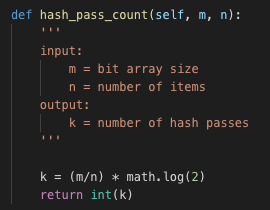 def hash_pass_count(self, m, n):
    '''
    input:
        m = bit array size
        n = number of items
    output:
        k = number of hash passes
    '''

    k = (m/n) * math.log(2)
    return int(k)